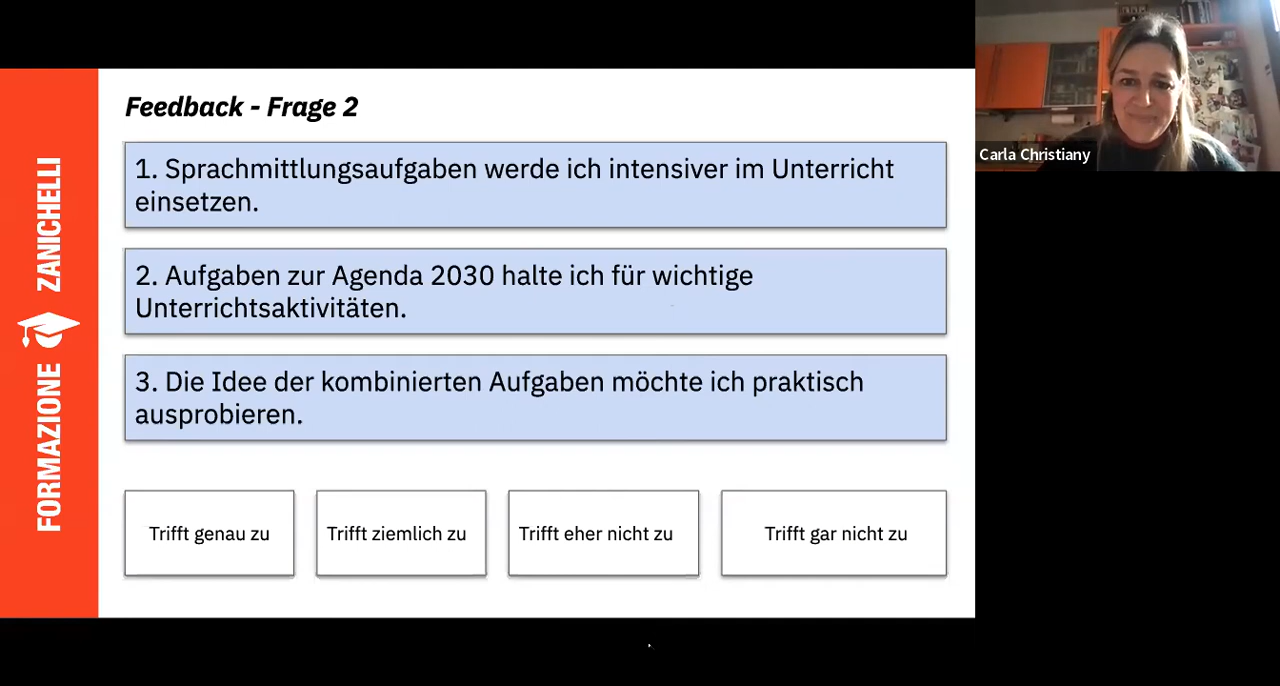 Feedback - Frage 2
1. Sprachmittlungsaufgaben werde ich intensiver im Unterricht
einsetzen.
2. Aufgaben zur Agenda 2030 halte ich für wichtige
Unterrichtsaktivitäten.
3. Die Idee der kombinierten Aufgaben möchte ich praktisch
ausprobieren.
Trifft genau zu
Trifft ziemlich zu
Trifft eher nicht zu
Trifft gar nicht zu
FORMAZIONE ZANICHELLI
Carla Christiany